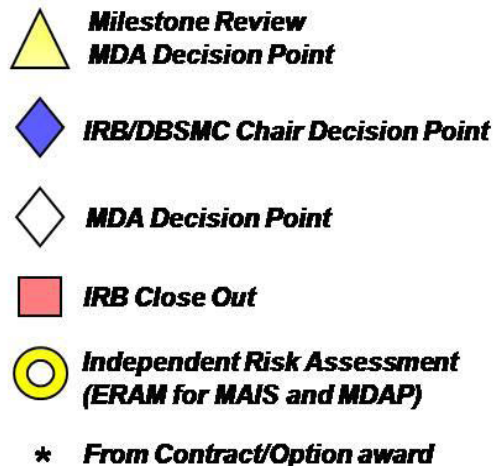 Milestone Review
MDA Decision Point
IRB/DBSMC Chair Decision Point
MDA Decision Point
IRB Close Out
Independent Risk Assessment
(ERAM for MAIS and MDAP)
* From Contract/Option award